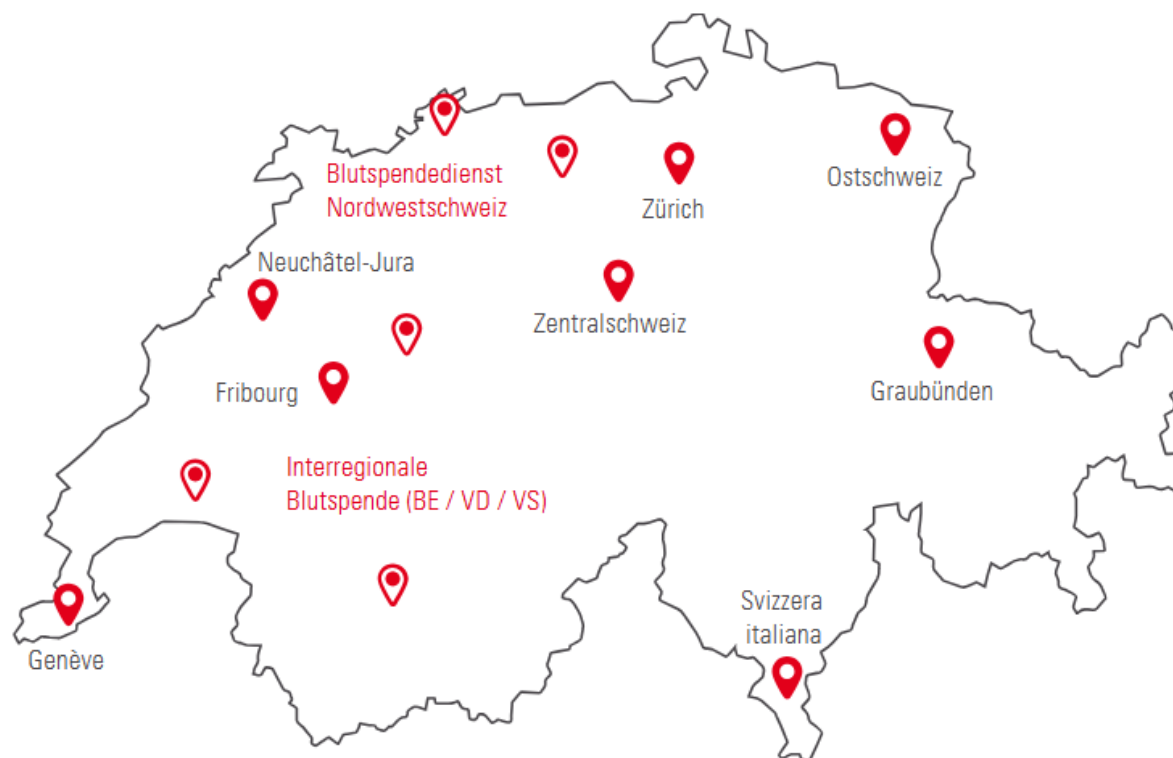 Blutspendedienst
Nordwestschweiz
Zürich
Ostschweiz
Neuchâtel-Jura
Zentralschweiz
Fribourg
Graubünden
Interregionale
Blutspende (BE / VD / VS)
Svizzera
italiana
Genève